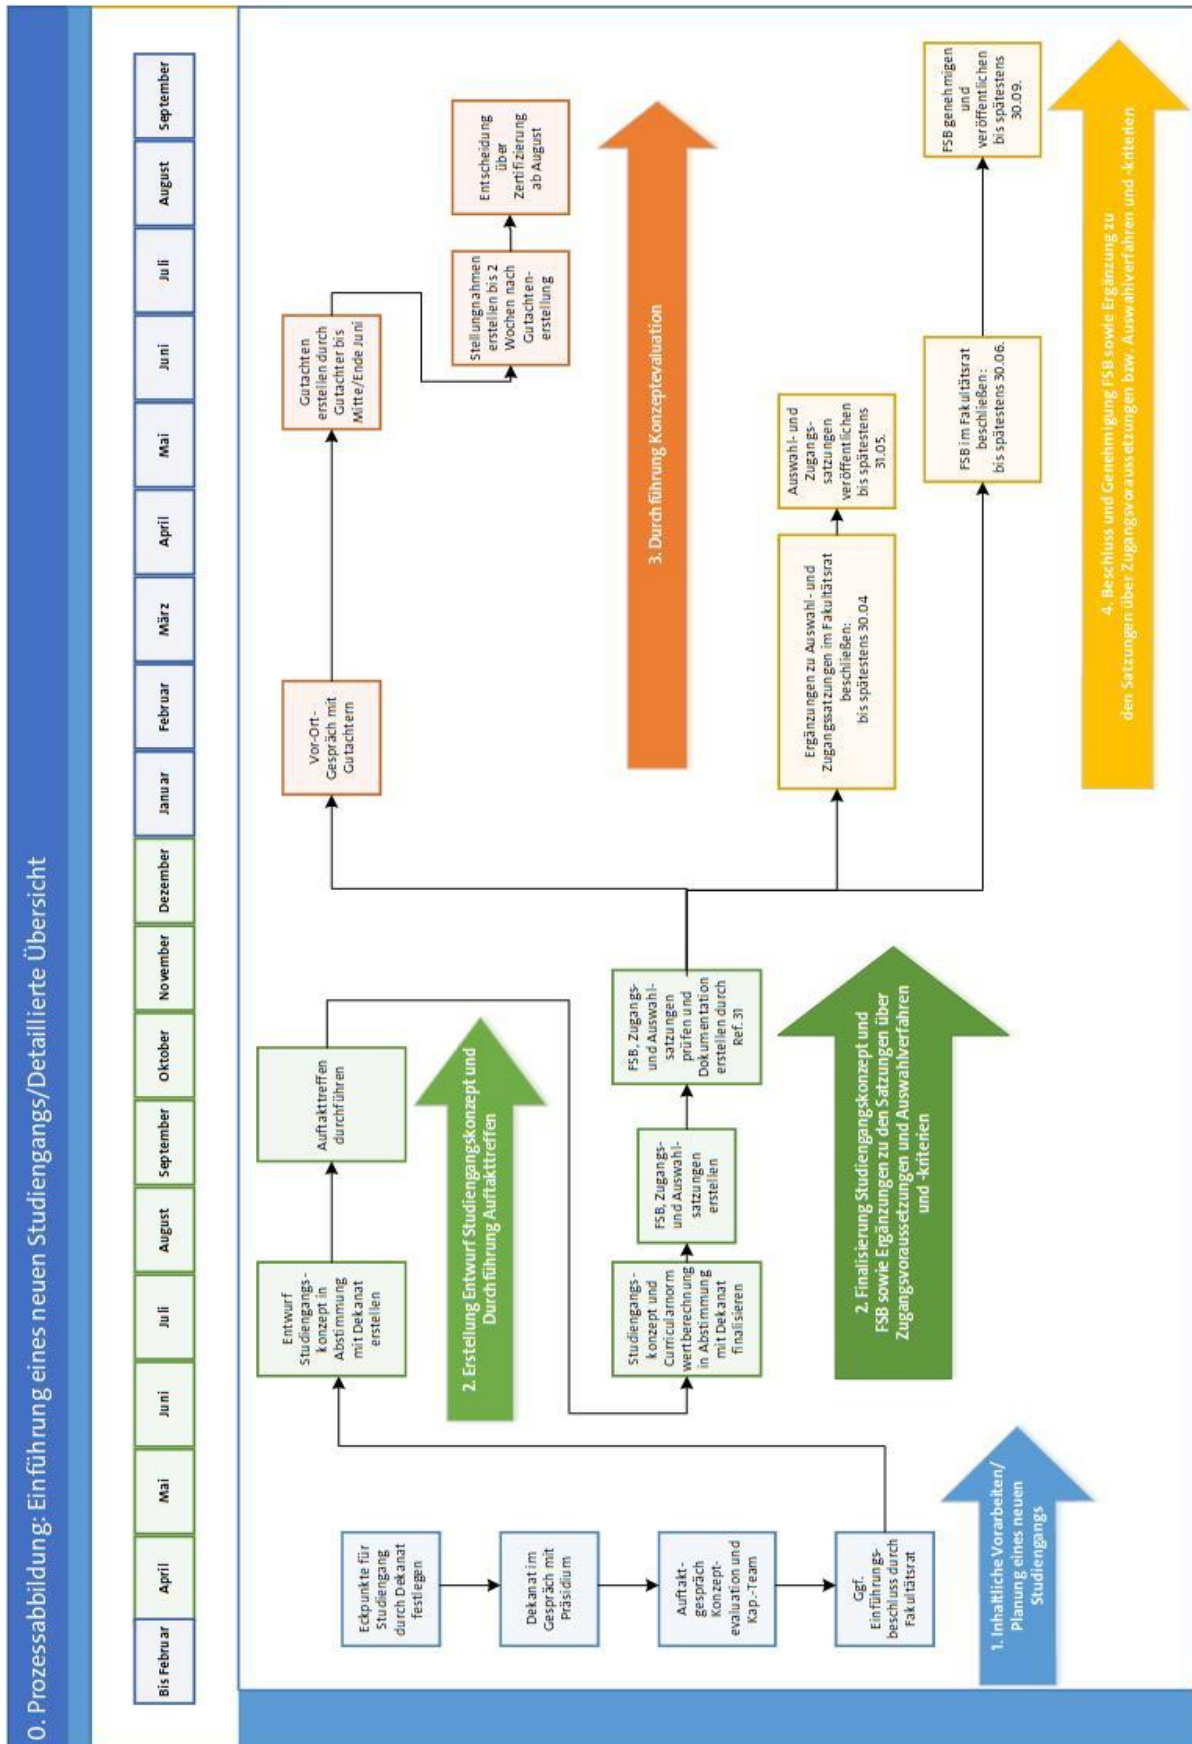 0. Prozessabbildung: Einführung eines neuen Studiengangs/Detaillierte Übersicht
Bis Februar
April
Mai
Juni
Juli
August
September
Oktober
November
Dezember
Januar
Februar
März
April
Mai
Juni
Juli
August
September
Eckpunkte für
Studiengang
durch Dekanat
festlegen
Dekanat im
Gespräch mit
Präsidium
Auftakt-
gespräch
Konzept-
evaluation und
Kap.-Team
Ggf.
Einführungs-
beschluss durch
Fakultätsrat
1. Inhaltliche Vorarbeiten/
Planung eines neuen
Studiengangs
Entwurf
Studiengangs-
konzept in
Abstimmung
mit Dekanat
erstellen
Auftakttreffen
durchführen
2. Erstellung Entwurf Studiengangskonzept und
Durchführung Auftakttreffen
Studiengangs-
konzept und
Curricularnorm
wertberechnung
in Abstimmung
mit Dekanat
finalisieren
FSB, Zugangs-
und Auswahl-
satzungen
erstellen
FSB, Zugangs-
und Auswahl-
satzungen
prüfen und
Dokumentation
erstellen durch
Ref. 31
2. Finalisierung Studiengangskonzept und
FSB sowie Ergänzungen zu den Satzungen über
Zugangsvoraussetzungen und Auswahlverfahren
und -kriterien
Vor-Ort-
Gespräch mit
Gutachtern
Gutachten
erstellen durch
Gutachter bis
Mitte/Ende Juni
Stellungnahmen
erstellen bis 2
Wochen nach
Gutachten-
erstellung
Entscheidung
über
Zertifizierung
ab August
3. Durchführung Konzeptevaluation
Ergänzungen zu Auswahl- und
Zugangssatzungen im Fakultätsrat
beschließen:
bis spätestens 30.04
Auswahl- und
Zugangs-
satzungen
veröffentlichen
bis spätestens
31.05.
FSB im Fakultätsrat
beschließen:
bis spätestens 30.06.
FSB genehmigen
und
veröffentlichen
bis spätestens
30.09.
4. Beschluss und Genehmigung FSB sowie Ergänzung zu
den Satzungen über Zugangsvoraussetzungen bzw. Auswahlverfahren und -kriterien